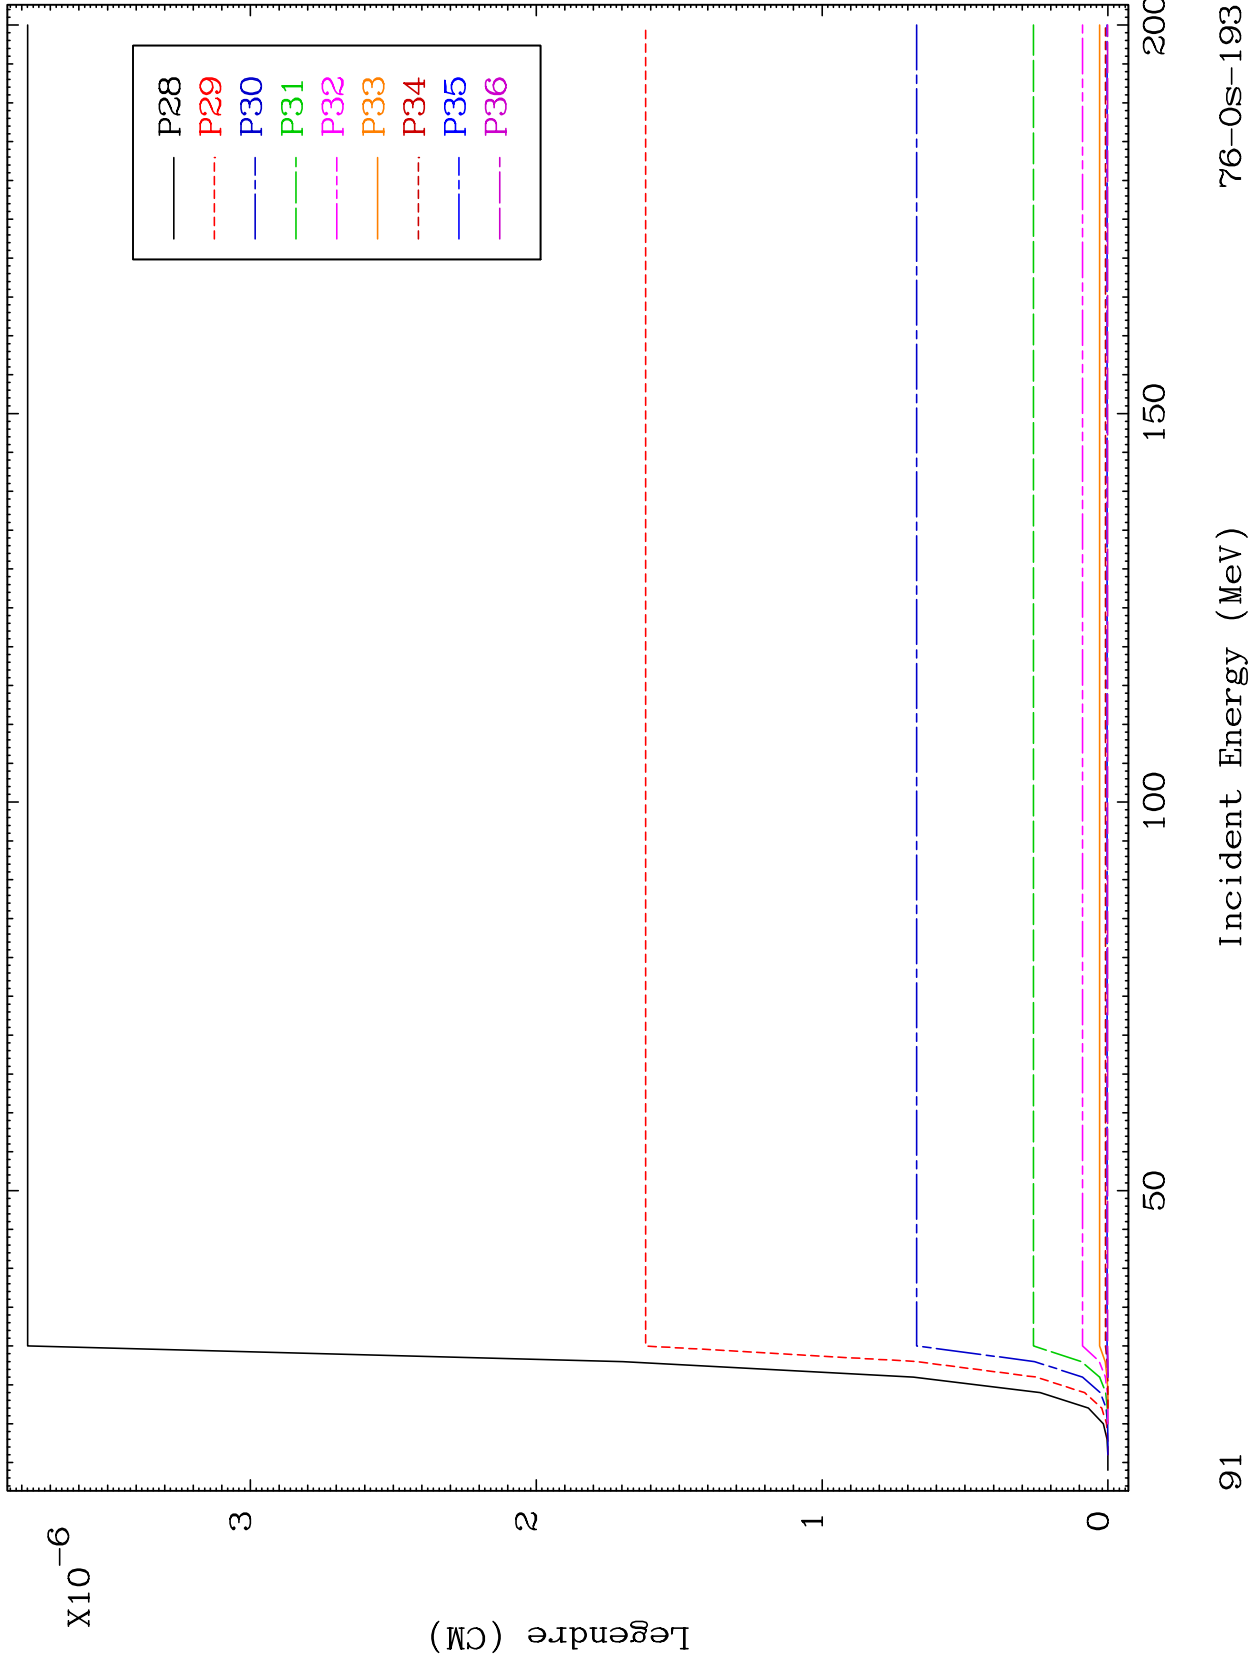 X10-6
Legendre (CM)
3
2
1
0
P28
P29
P30
P31
P32
P33
P34
P35
P36
50
100
150
200
91
Incident Energy (MeV)
76-Os-193